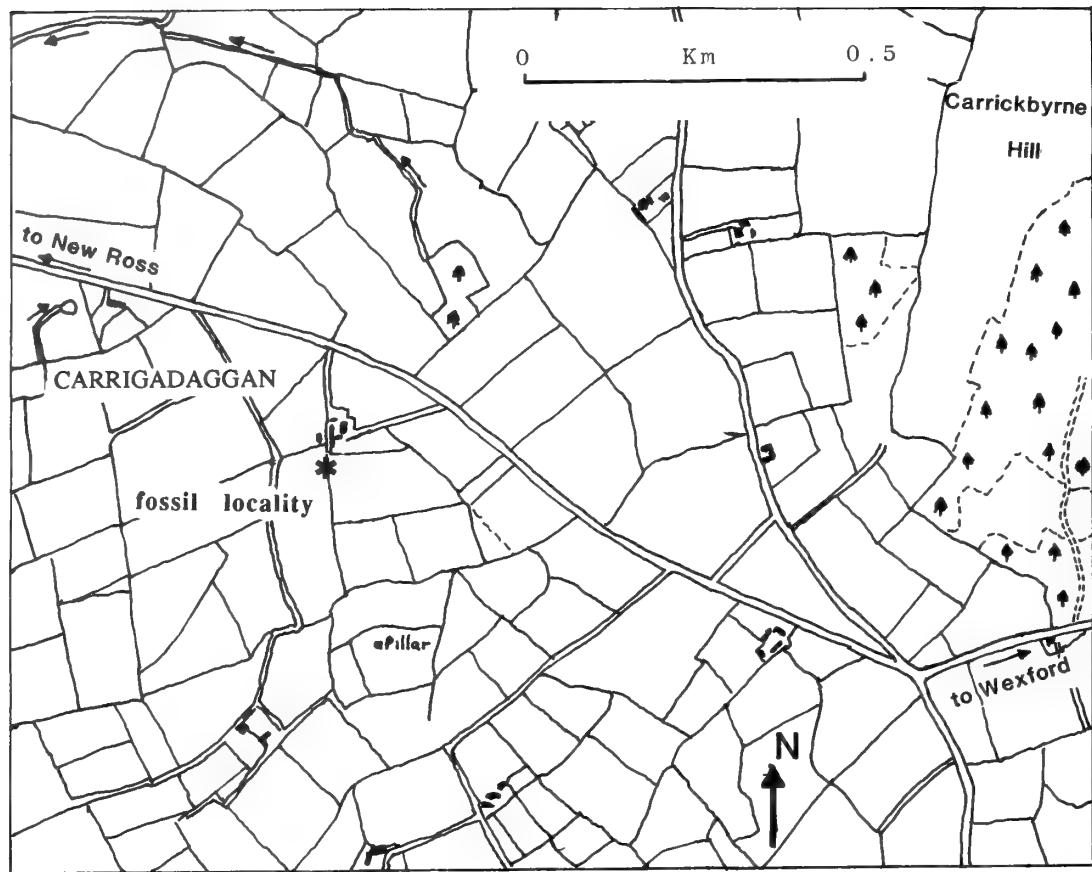 0 Km 0.5
Carrickbyrne
Hill
to New Ross
CARRIGADAGGAN
*
fossil locality
Pillar
to Wexford
N